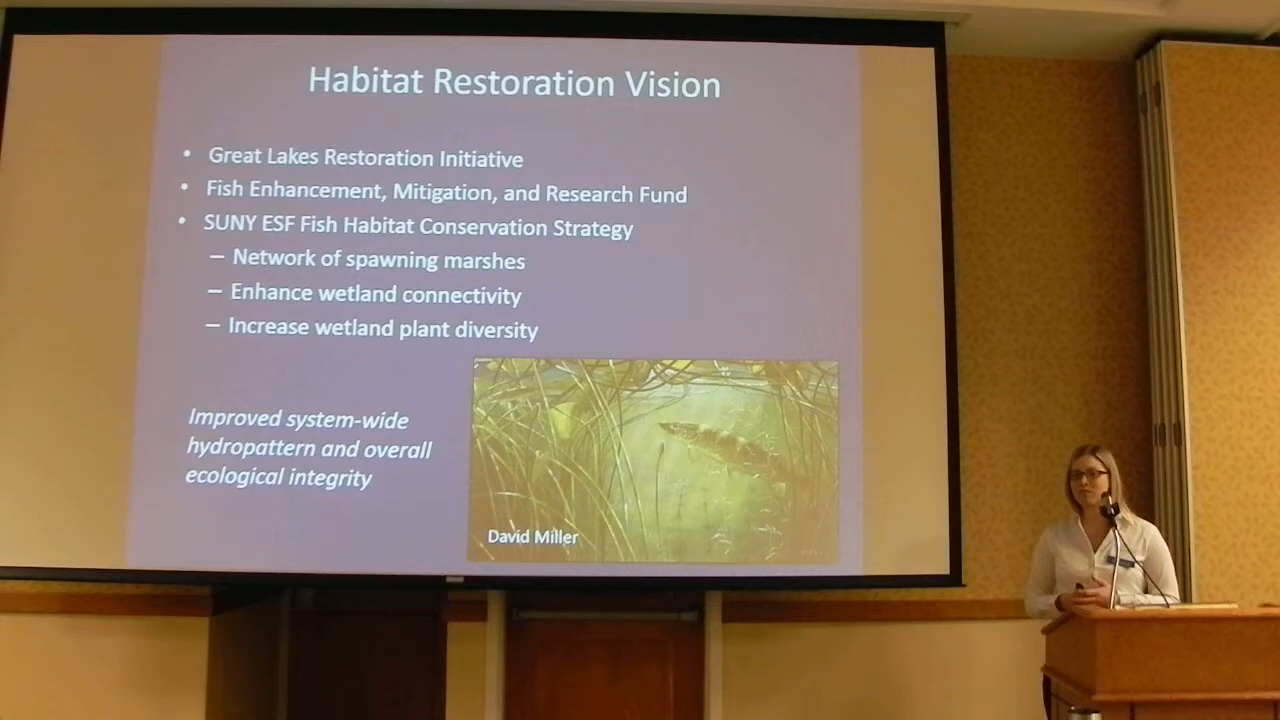 Habitat Restoration Vision
• Great Lakes Restoration Initiative
• Fish Enhancement, Mitigation, and Research Fund
• SUNY ESF Fish Habitat Conservation Strategy
– Network of spawning marshes
– Enhance wetland connectivity
– Increase wetland plant diversity
Improved system-wide
hydropattern and overall
ecological integrity
David Miller